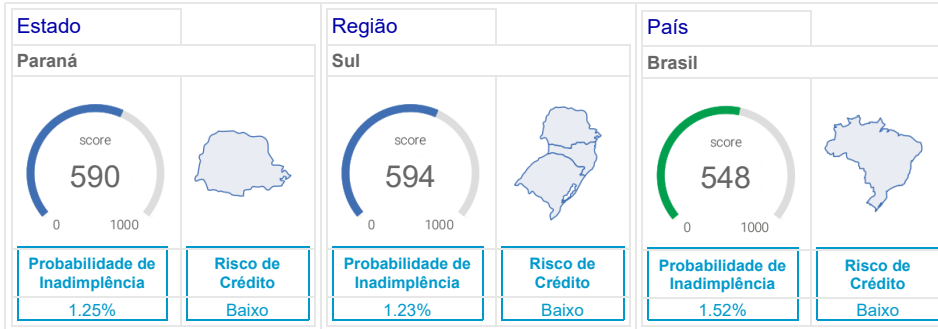 Estado
Paraná
score
590
0 1000
Probabilidade de
Inadimplência
1.25%
Risco de
Crédito
Baixo
Região
Sul
score
594
0 1000
Probabilidade de
Inadimplência
1.23%
Risco de
Crédito
Baixo
País
Brasil
score
548
0 1000
Probabilidade de
Inadimplência
1.52%
Risco de
Crédito
Baixo